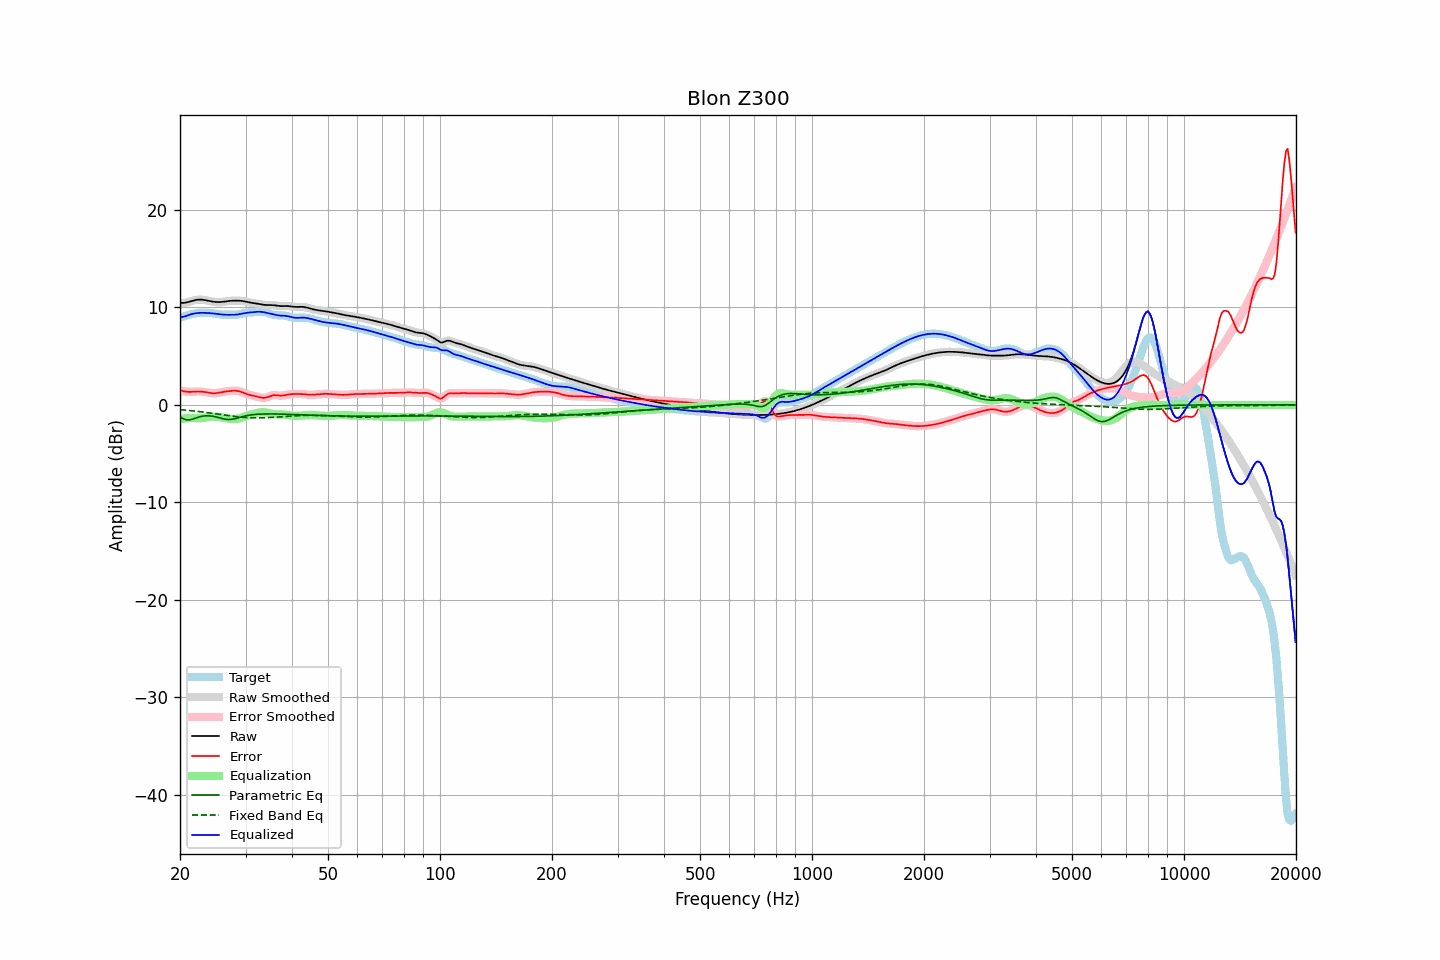 Blon Z300
Amplitude (dBr)
20
10
0
−10
−20
−30
−40
Target
Raw Smoothed
Error Smoothed
Raw
Error
Equalization
Parametric Eq
Fixed Band Eq
Equalized
20 50 100 200 500 1000 2000 5000 10000 20000
Frequency (Hz)